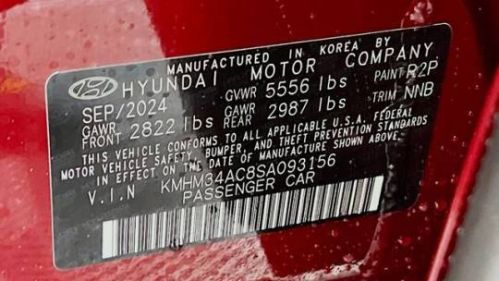 MANUFACTURED IN KOREA BY
HYUNDAI MOTOR COMPANY
SEP/2024 GVWR 5556 lbs PAINT R2P
GAWR FRONT 2822 lbs GAWR REAR 2987 lbs TRIM NNB
THIS VEHICLE CONFORMS TO ALL APPLICABLE U.S.A. FEDERAL
MOTOR VEHICLE SAFETY, BUMPER, AND THEFT PREVENTION STANDARDS
IN EFFECT ON THE DATE OF MANUFACTURE SHOWN ABOVE.
V.I.N KMHM34AC8SA093156
PASSENGER CAR